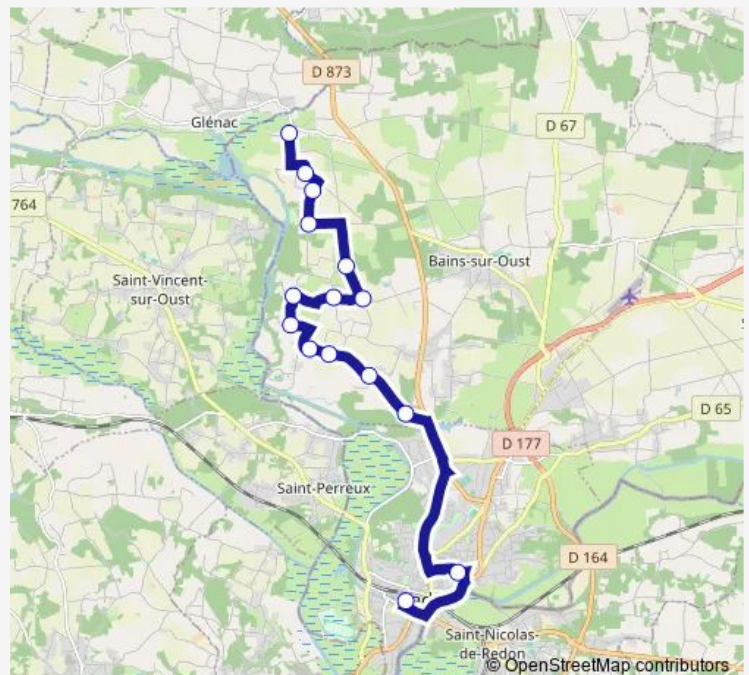 D 873
Glénac
D 67
764
Bains-sur-Oust
Saint-Vincent-
sur-Oust
D 65
D 177
Saint-Perreux
D 164
Saint-Nicolas-
de-Redon
© OpenStreetMap contributors